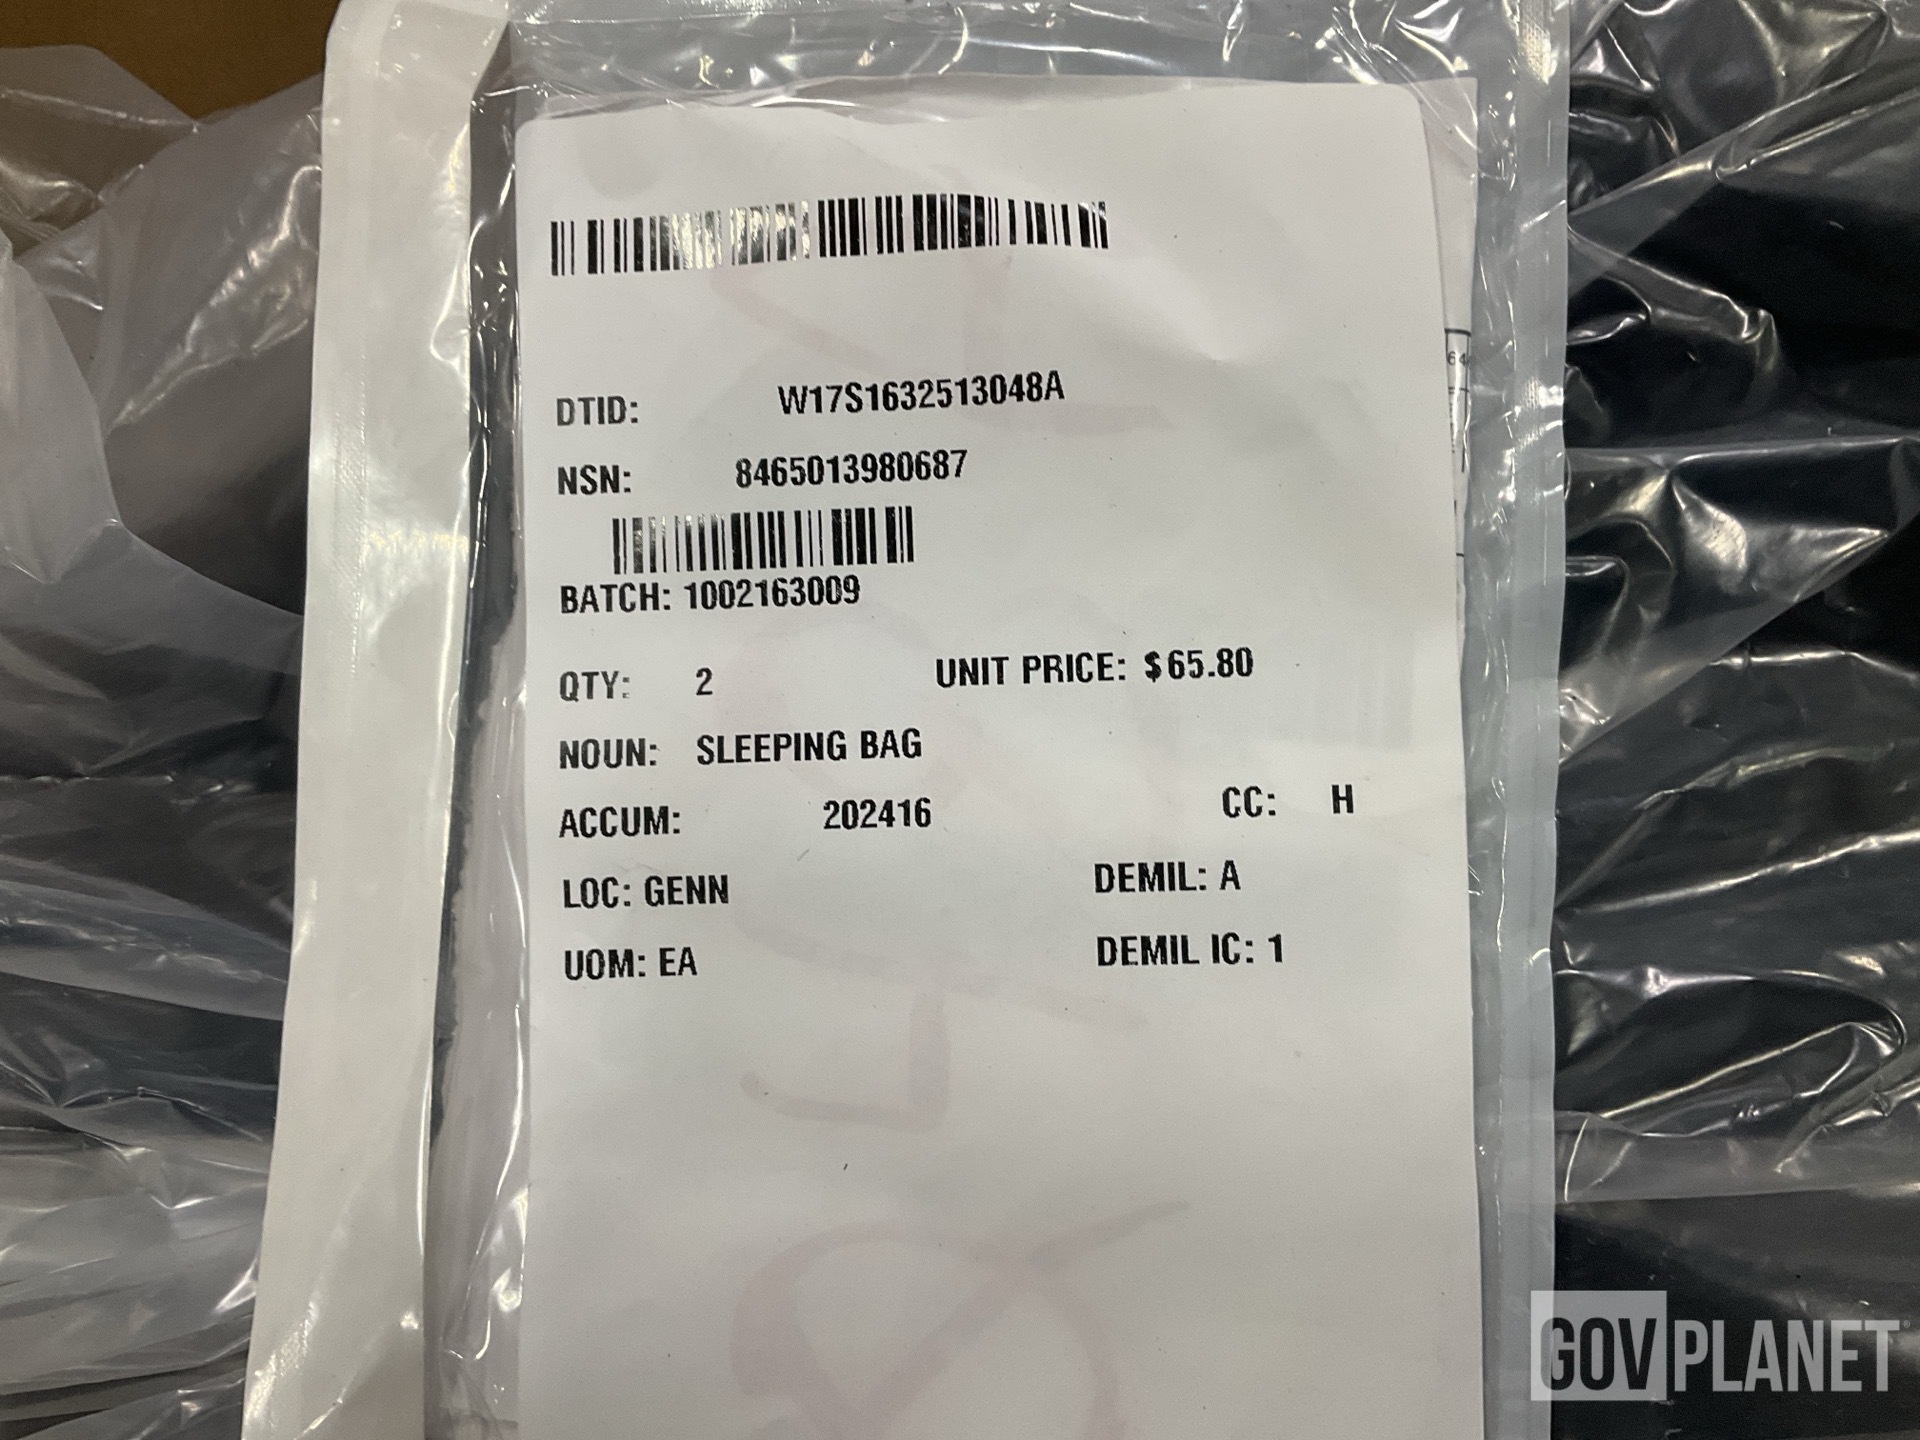 DTID: W17S1632513048A
NSN: 8465013980687
BATCH: 1002163009
QTY: 2 UNIT PRICE: $65.80
NOUN: SLEEPING BAG
ACCUM: 202416 CC: H
LOC: GENN DEMIL: A
UOM: EA DEMIL IC: 1
GOVPLANET